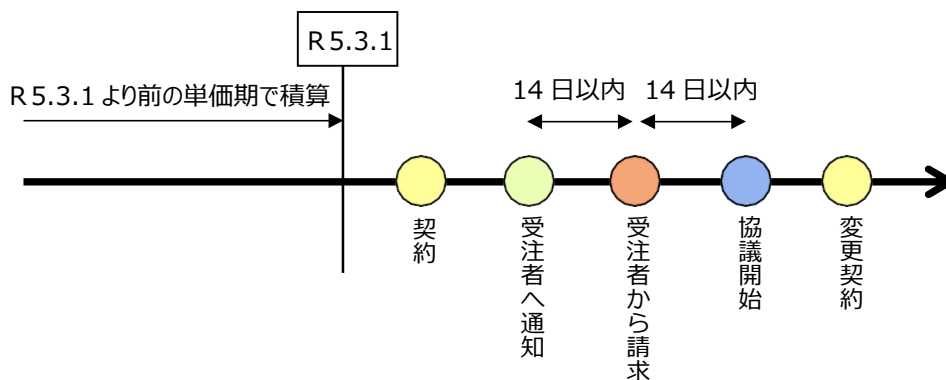 R5.3.1
R5.3.1より前の単価期で積算
14日以内
14日以内
契約
受注者へ通知
受注者から請求
協議開始
変更契約